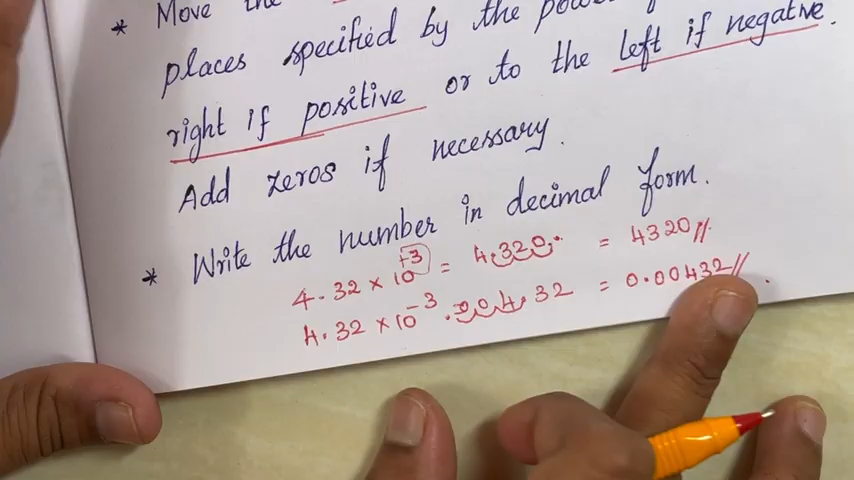 * Move the
places specified by the power
right if positive or to the left if negative.
Add zeros if necessary.
* Write the number in decimal form.
4.32 × 10^+3 = 4.320. = 4320//
4.32 × 10^-3 .004.32 = 0.00432//.